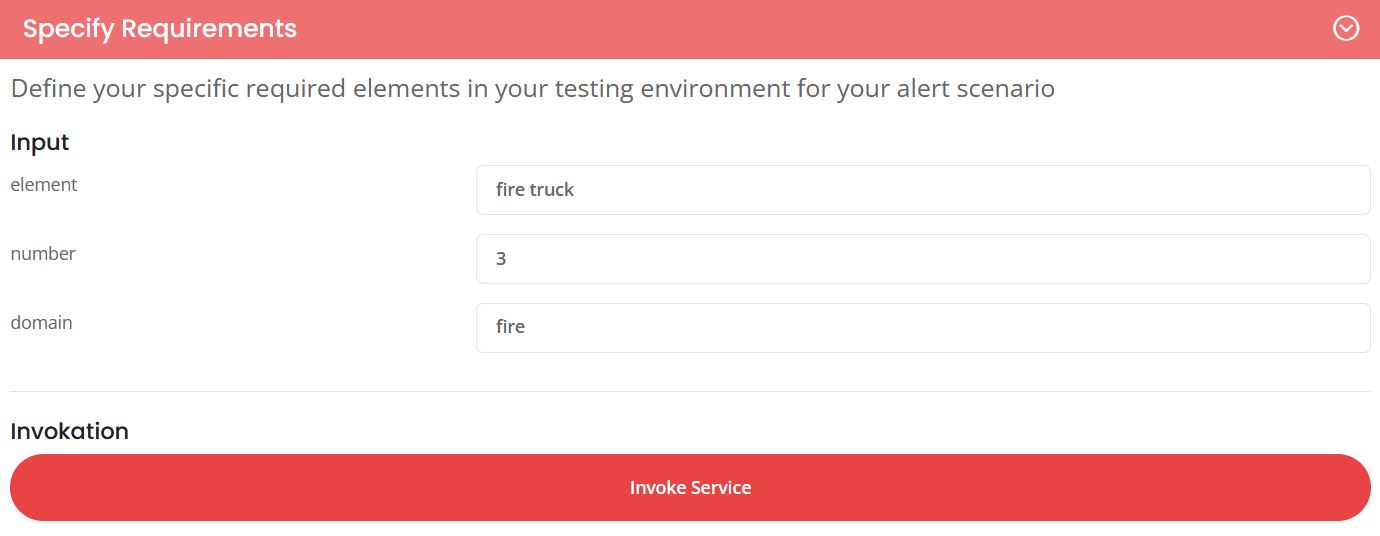 Specify Requirements
Define your specific required elements in your testing environment for your alert scenario
Input
element
fire truck
number
3
domain
fire
Invokation
Invoke Service